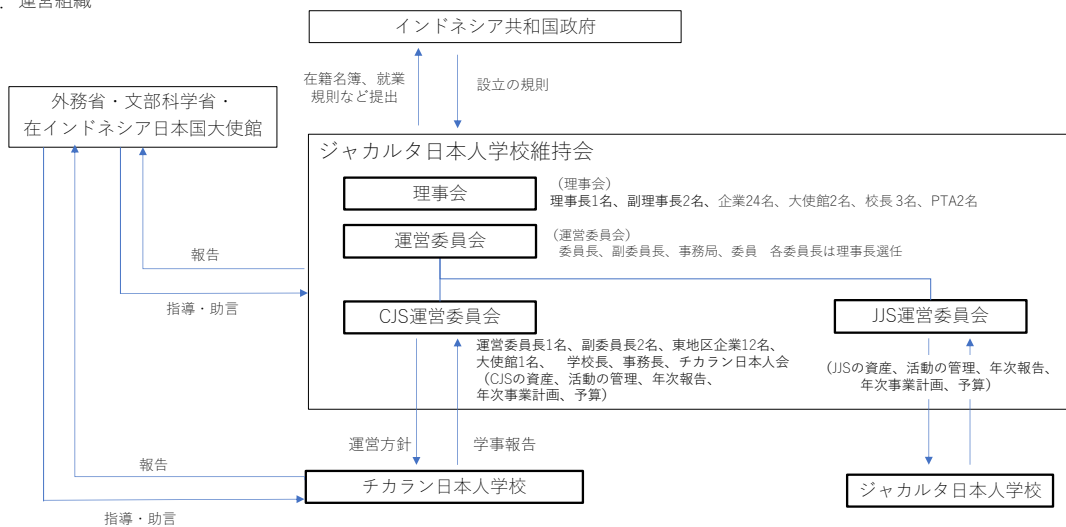 ．運営組織
インドネシア共和国政府
在籍名簿、就業
規則など提出
設立の規則
外務省・文部科学省・
在インドネシア日本国大使館
ジャカルタ日本人学校維持会
理事会
（理事会）
理事長1名、副理事長2名、企業24名、大使館2名、校長 3名、PTA2名
運営委員会
（運営委員会）
委員長、副委員長、事務局、委員　各委員長は理事長選任
報告
指導・助言
CJS運営委員会
JJS運営委員会
運営委員長1名、副委員長2名、東地区企業12名、
大使館1名、　学校長、事務長、チカラン日本人会
（CJSの資産、活動の管理、年次報告、
年次事業計画、予算）
（JJSの資産、活動の管理、年次報告、
年次事業計画、予算）
運営方針
学事報告
報告
チカラン日本人学校
ジャカルタ日本人学校
指導・助言